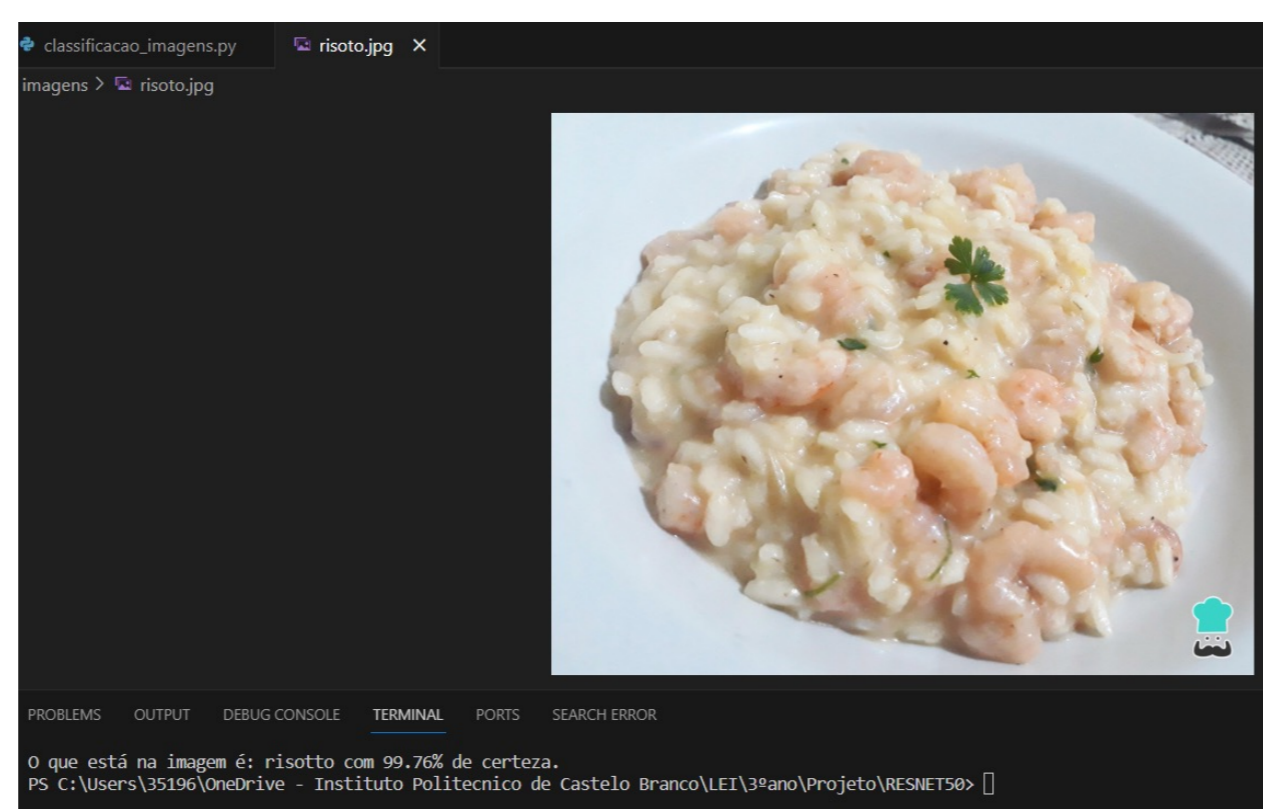 classificacao_imagens.py risoto.jpg
imagens > risoto.jpg
PROBLEMS OUTPUT DEBUG CONSOLE TERMINAL PORTS SEARCH ERROR
O que está na imagem é: risotto com 99.76% de certeza.
PS C:\Users\35196\OneDrive - Instituto Politecnico de Castelo Branco\LEI\3ºano\Projeto\RESNET50>